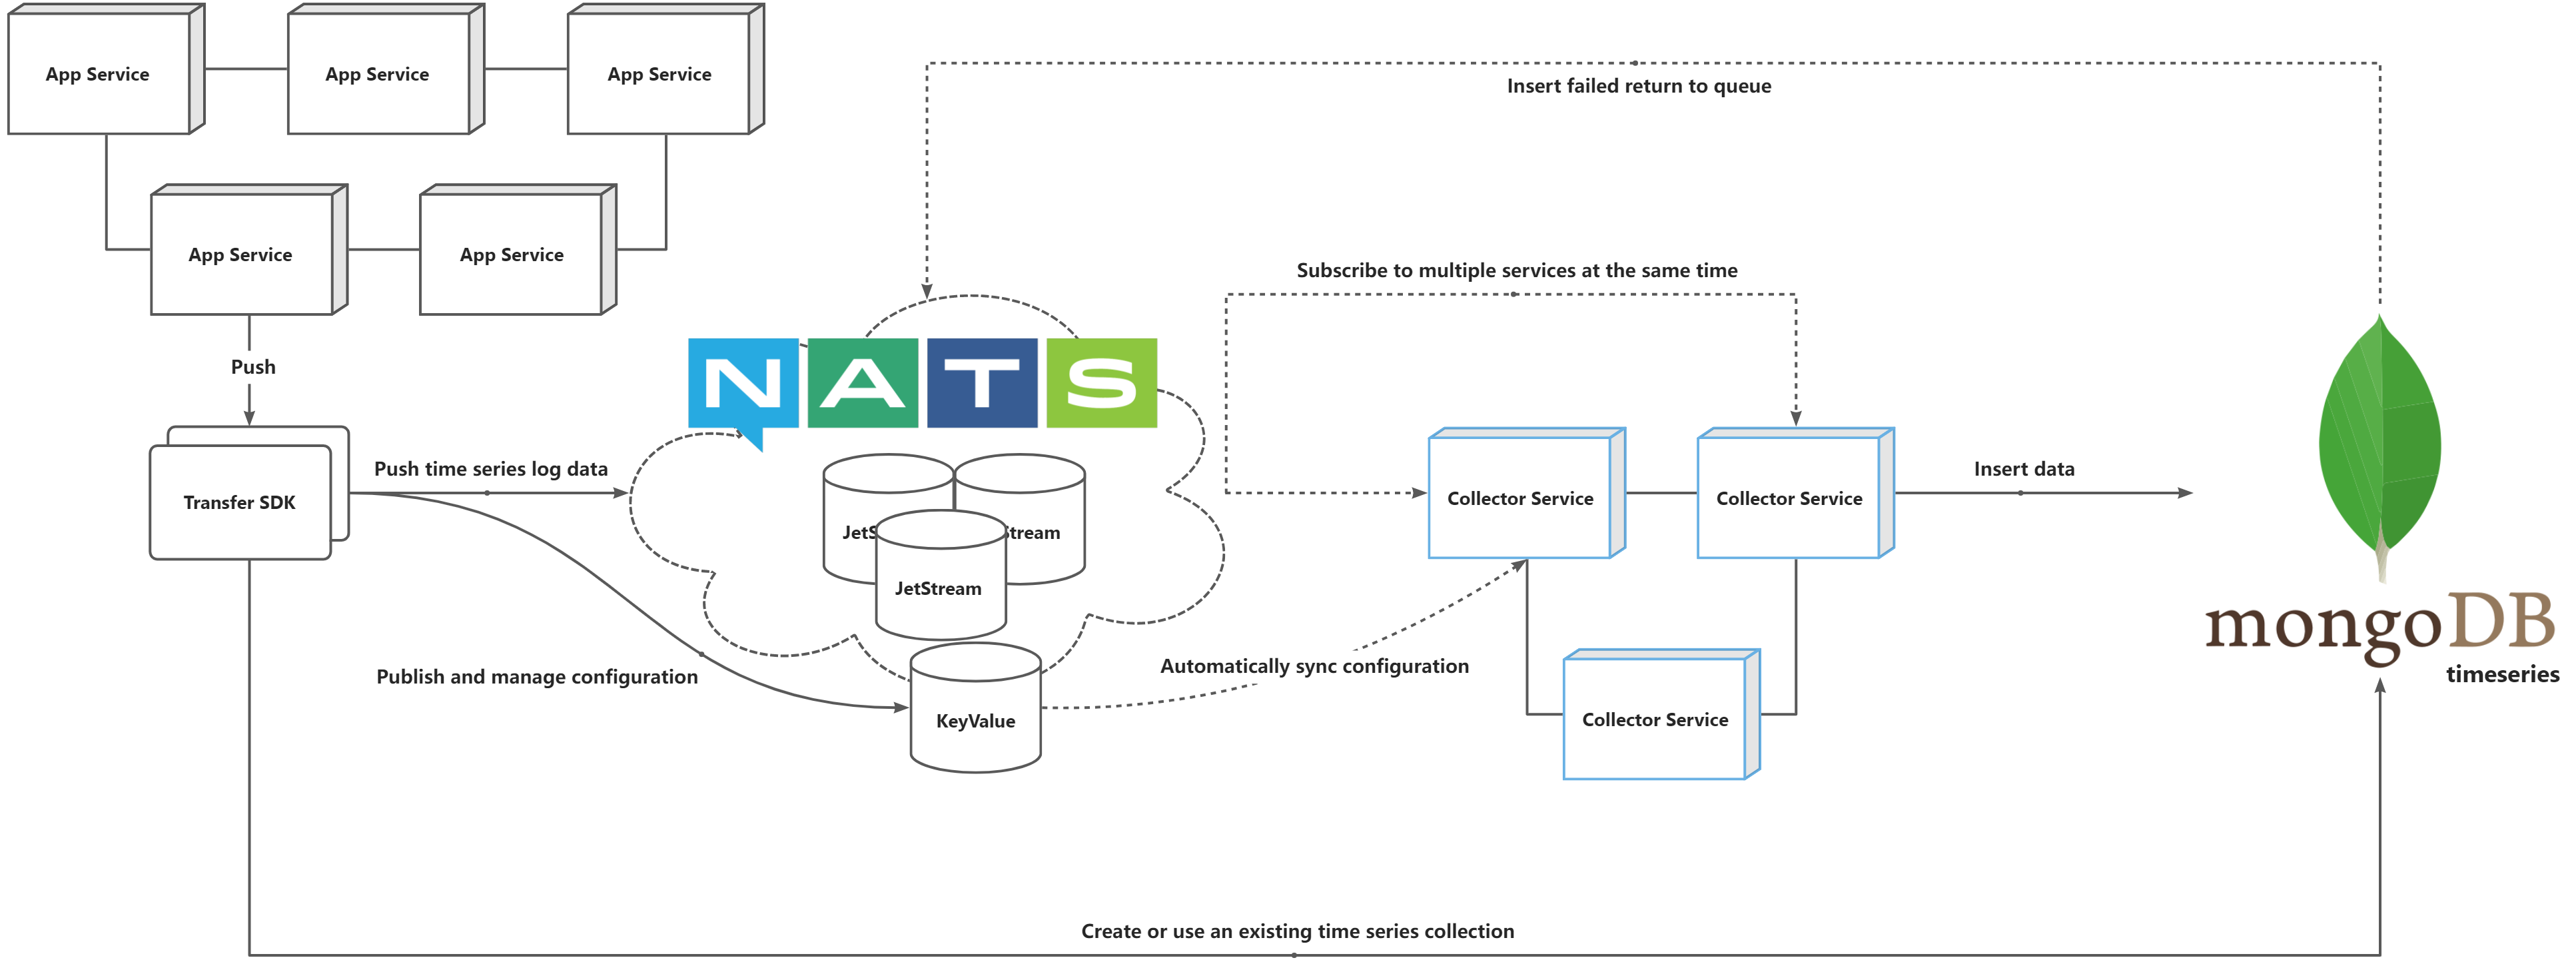 App Service
App Service
App Service
Insert failed return to queue
App Service
App Service
Subscribe to multiple services at the same time
Push
NATS
Push time series log data
Insert data
Transfer SDK
Collector Service
Collector Service
JetS
tream
JetStream
mongoDB
timeseries
Automatically sync configuration
Publish and manage configuration
KeyValue
Collector Service
Create or use an existing time series collection